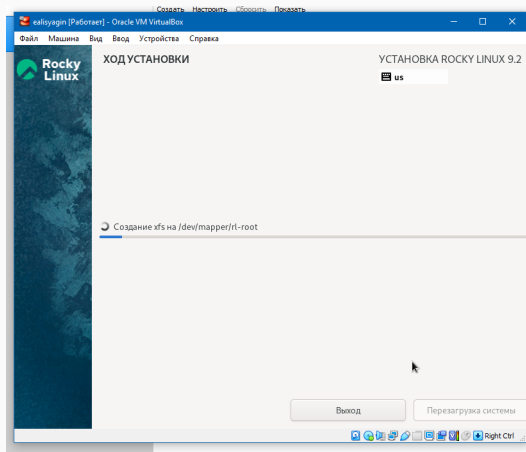 Создать Настроить Сбросить Показать
ealisyagin [Работает] - Oracle VM VirtualBox
Файл Машина Вид Ввод Устройства Справка
Rocky Linux
ХОД УСТАНОВКИ
УСТАНОВКА ROCKY LINUX 9.2
us
Создание xfs на /dev/mapper/rl-root
Выход
Перезагрузка системы
Right Ctrl